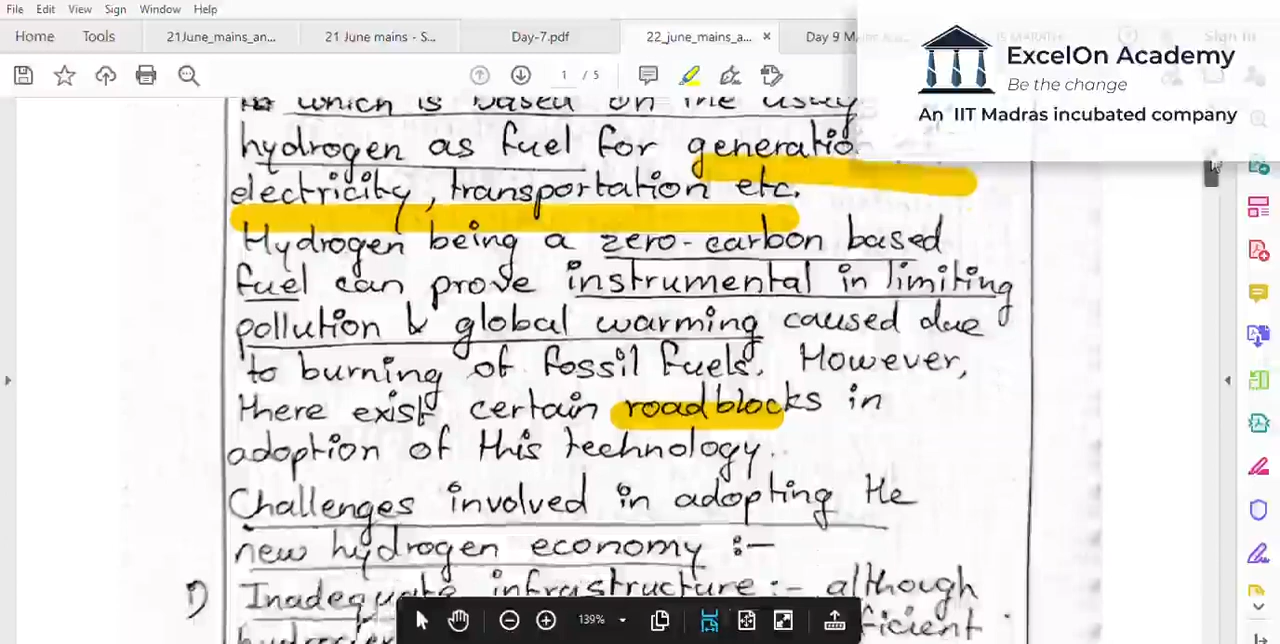 File Edit View Sign Window Help
Home Tools 21June_mains_an... 21 June mains - S... Day-7.pdf 22_june_mains_a... × Day 9 M
ExcelOn Academy
Be the change
An IIT Madras incubated company
1 / 5
which is based on the
hydrogen as fuel for generatio
electricity, transportation etc.
Hydrogen being a zero-carbon based
fuel can prove instrumental in limiting
pollution & global warming caused due
to burning of fossil fuels. However,
there exist certain roadblocks in
adoption of this technology.
Challenges involved in adopting the
new hydrogen economy :-
1) Inadequate infrastructure :- although
139%